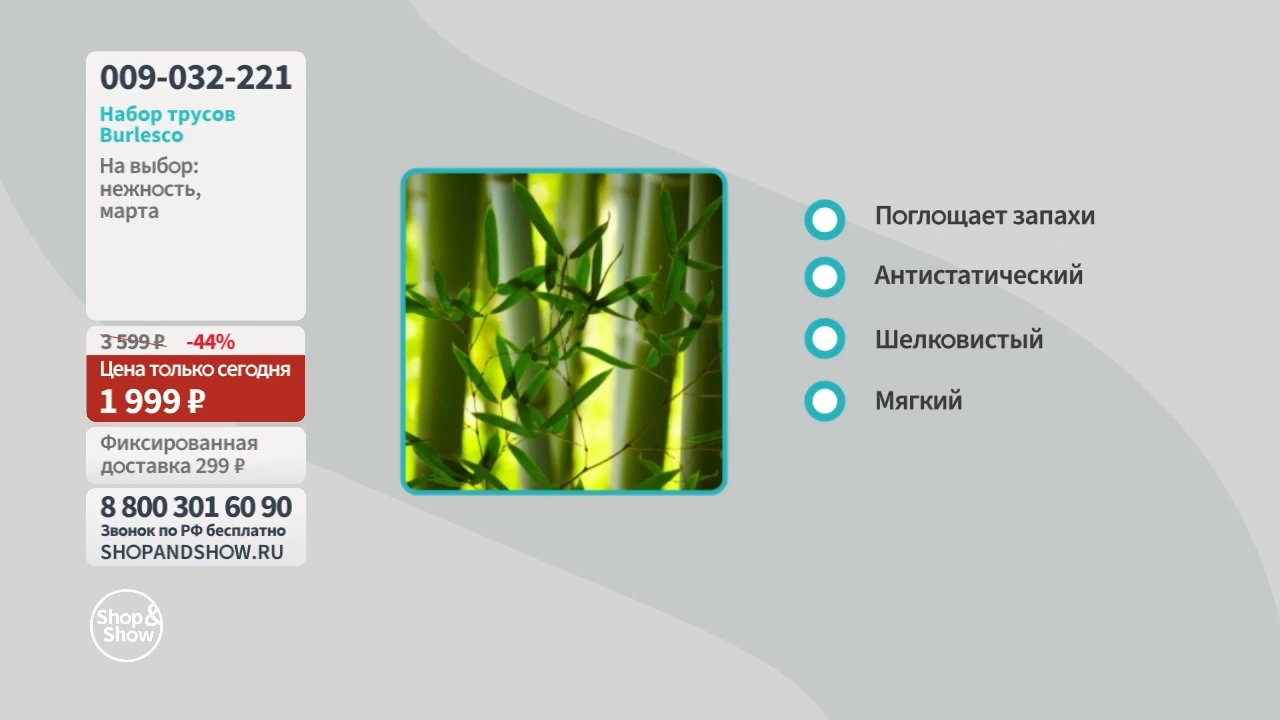 009-032-221
Набор трусов
Burlesco
На выбор:
нежность,
марта
3 599 ₽ -44%
Цена только сегодня
1 999 ₽
Фиксированная
доставка 299 ₽
8 800 301 60 90
Звонок по РФ бесплатно
SHOPANDSHOW.RU
Shop&
Show
Поглощает запахи
Антистатический
Шелковистый
Мягкий